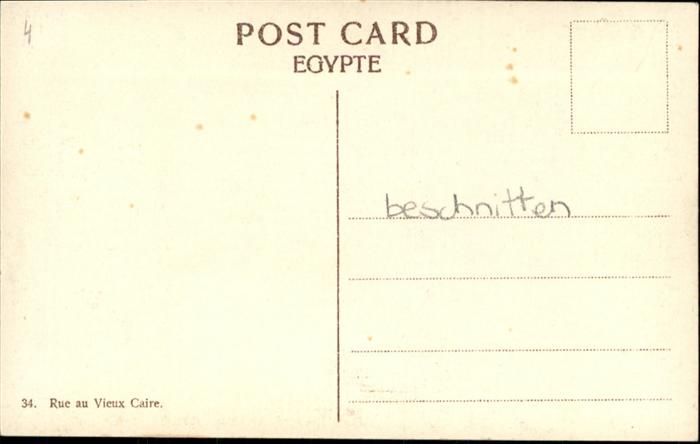 4
POST CARD
EGYPTE
beschnitten
34. Rue au Vieux Caire.